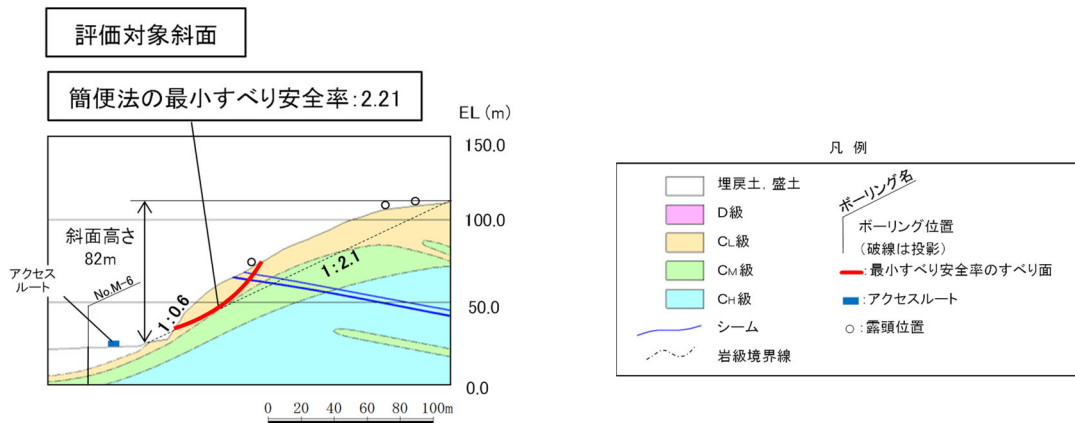 評価対象斜面
簡便法の最小すべり安全率:2.21
EL(m)
150.0
100.0
50.0
0.0
斜面高さ
82m
アクセス
ルート
No.M-6
1:0.6
1:2.1
0 20 40 60 80 100m
凡 例
埋戻土, 盛土
D級
CL級
CM級
CH級
シーム
岩級境界線
ボーリング名
ボーリング位置
(破線は投影)
:最小すべり安全率のすべり面
:アクセスルート
:露頭位置